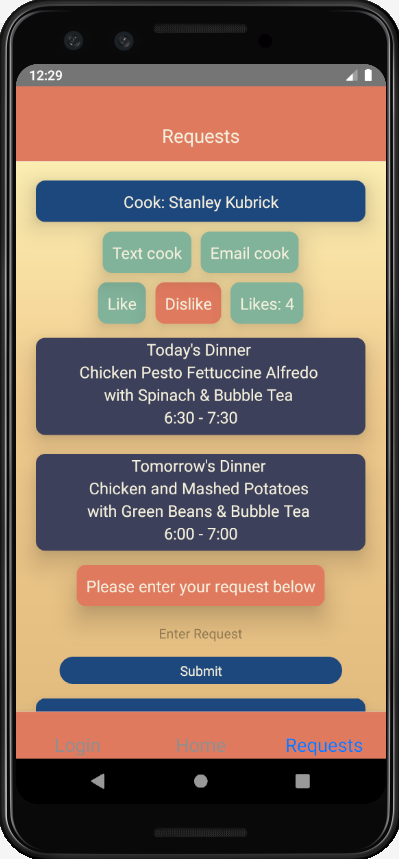 12:29
Requests
Cook: Stanley Kubrick
Text cook Email cook
Like Dislike Likes: 4
Today's Dinner
Chicken Pesto Fettuccine Alfredo
with Spinach & Bubble Tea
6:30 - 7:30
Tomorrow's Dinner
Chicken and Mashed Potatoes
with Green Beans & Bubble Tea
6:00 - 7:00
Please enter your request below
Enter Request
Submit
Login Home Requests